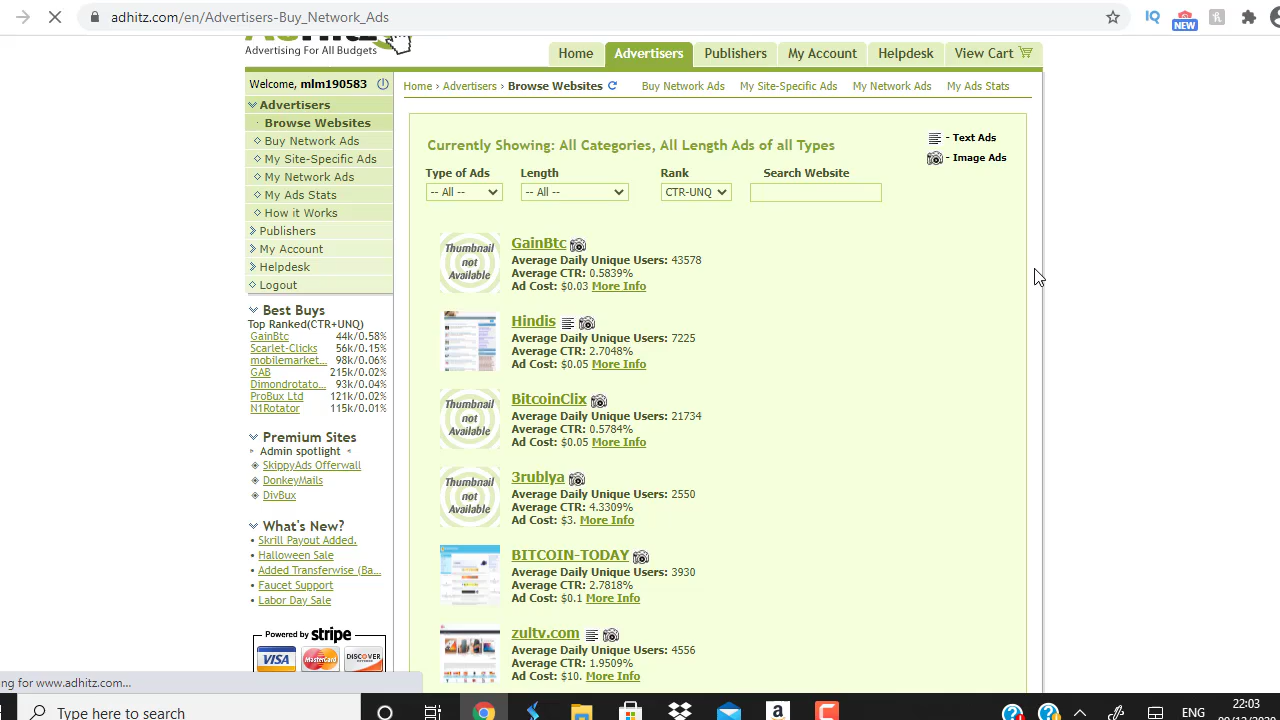 adhitz.com/en/Advertisers-Buy_Network_Ads
NEW
Advertising For All Budgets
Home
Advertisers
Publishers
My Account
Helpdesk
View Cart
Welcome, mlm190583
Home › Advertisers › Browse Websites
Buy Network Ads
My Site-Specific Ads
My Network Ads
My Ads Stats
Advertisers
Browse Websites
Buy Network Ads
My Site-Specific Ads
My Network Ads
My Ads Stats
How it Works
Publishers
My Account
Helpdesk
Logout
Best Buys
Top Ranked(CTR+UNQ)
GainBtc 44k/0.58%
Scarlet-Clicks 56k/0.15%
mobilemarket... 98k/0.06%
GAB 215k/0.02%
Dimondrotato... 93k/0.04%
ProBux Ltd 121k/0.02%
N1Rotator 115k/0.01%
Premium Sites
Admin spotlight
SkippyAds Offerwall
DonkeyMails
DivBux
What's New?
• Skrill Payout Added.
• Halloween Sale
• Added Transferwise (Ba...
• Faucet Support
• Labor Day Sale
Powered by stripe
VISA
MasterCard
DISCOVER
Currently Showing: All Categories, All Length Ads of all Types
- Text Ads
- Image Ads
Type of Ads
Length
Rank
Search Website
-- All --
-- All --
CTR-UNQ
Thumbnail
not
Available
GainBtc
Average Daily Unique Users: 43578
Average CTR: 0.5839%
Ad Cost: $0.03 More Info
Hindis
Average Daily Unique Users: 7225
Average CTR: 2.7048%
Ad Cost: $0.05 More Info
Thumbnail
not
Available
BitcoinClix
Average Daily Unique Users: 21734
Average CTR: 0.5784%
Ad Cost: $0.05 More Info
Thumbnail
not
Available
3rublya
Average Daily Unique Users: 2550
Average CTR: 4.3309%
Ad Cost: $3. More Info
BITCOIN-TODAY
Average Daily Unique Users: 3930
Average CTR: 2.7818%
Ad Cost: $0.1 More Info
zultv.com
Average Daily Unique Users: 4556
Average CTR: 1.9509%
Ad Cost: $10. More Info
ng for www.adhitz.com...
Type here to search
ENG
22:03